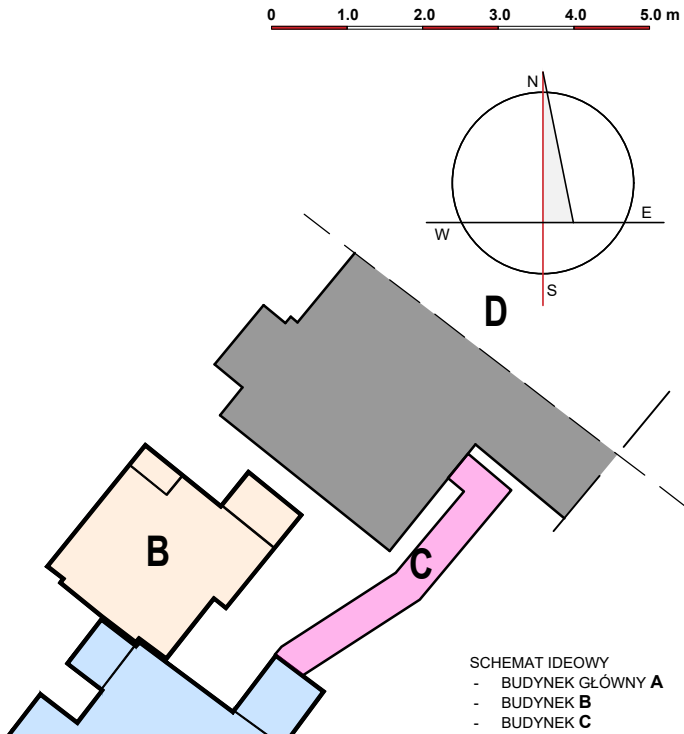 0 1.0 2.0 3.0 4.0 5.0 m
N
E
W
S
D
B
C
SCHEMAT IDEOWY
- BUDYNEK GŁÓWNY A
- BUDYNEK B
- BUDYNEK C